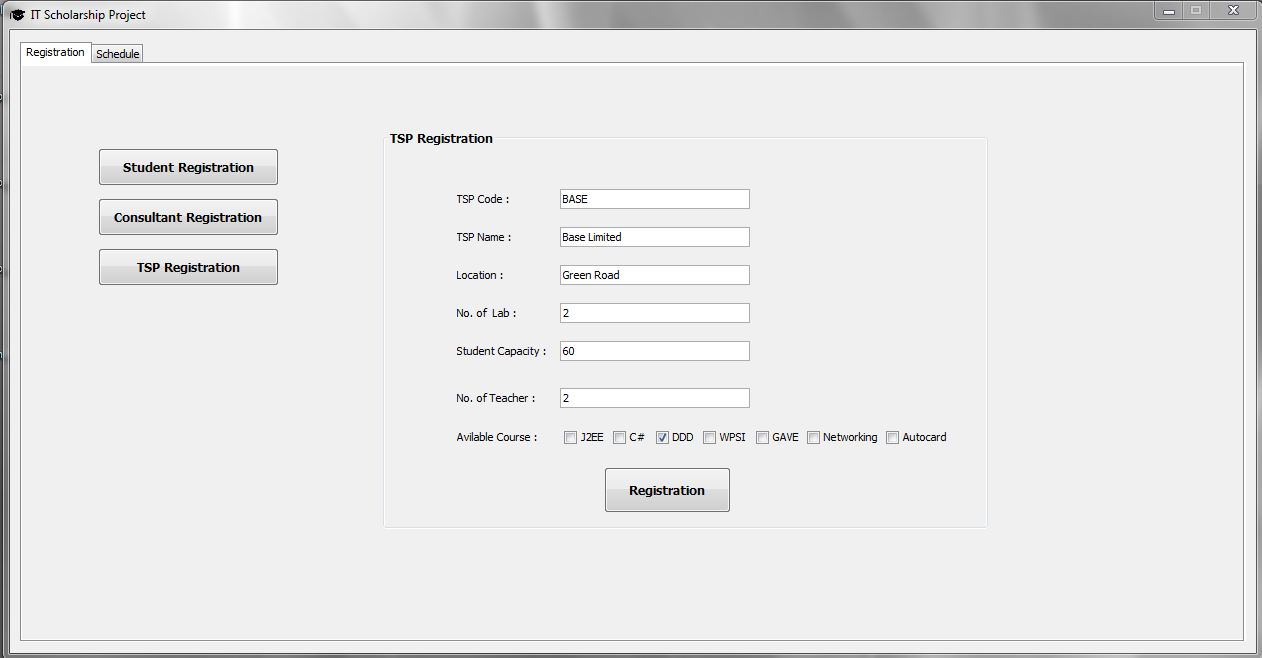 IT Scholarship Project
Registration Schedule
Student Registration
Consultant Registration
TSP Registration
TSP Registration
TSP Code : BASE
TSP Name : Base Limited
Location : Green Road
No. of Lab : 2
Student Capacity : 60
No. of Teacher : 2
Avilable Course : J2EE C# DDD WPSI GAVE Networking Autocard
Registration